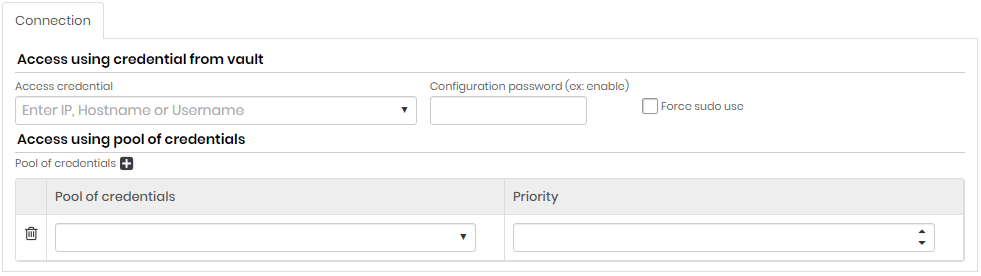 Connection
Access using credential from vault
Access credential
Configuration password (ex: enable)
Enter IP, Hostname or Username
Force sudo use
Access using pool of credentials
Pool of credentials
Pool of credentials
Priority